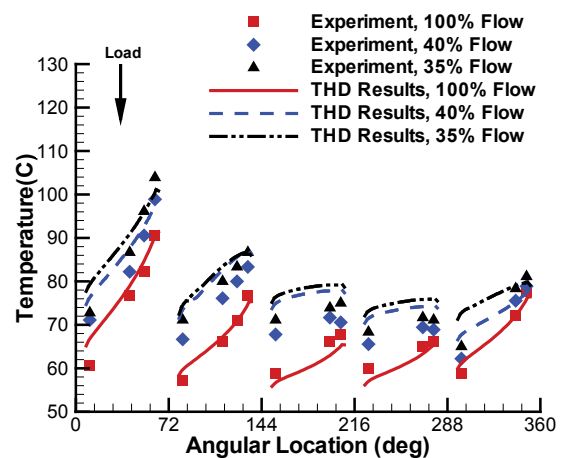 Experiment, 100% Flow
Experiment, 40% Flow
Experiment, 35% Flow
THD Results, 100% Flow
THD Results, 40% Flow
THD Results, 35% Flow
Load
Temperature(C)
130
120
110
100
90
80
70
60
50
0 72 144 216 288 360
Angular Location (deg)